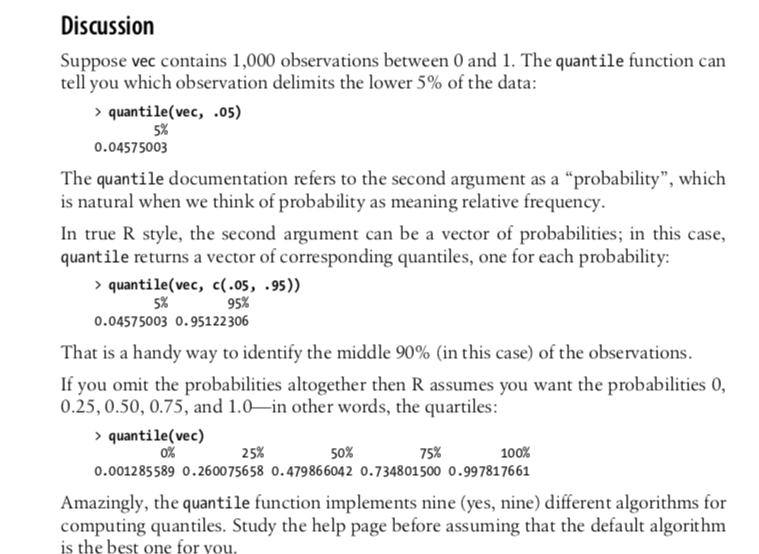 Discussion
Suppose vec contains 1,000 observations between 0 and 1. The quantile function can
tell you which observation delimits the lower 5% of the data:
> quantile(vec, .05)
5%
0.04575003
The quantile documentation refers to the second argument as a “probability”, which
is natural when we think of probability as meaning relative frequency.
In true R style, the second argument can be a vector of probabilities; in this case,
quantile returns a vector of corresponding quantiles, one for each probability:
> quantile(vec, c(.05, .95))
5% 95%
0.04575003 0.95122306
That is a handy way to identify the middle 90% (in this case) of the observations.
If you omit the probabilities altogether then R assumes you want the probabilities 0,
0.25, 0.50, 0.75, and 1.0—in other words, the quartiles:
> quantile(vec)
0% 25% 50% 75% 100%
0.001285589 0.260075658 0.479866042 0.734801500 0.997817661
Amazingly, the quantile function implements nine (yes, nine) different algorithms for
computing quantiles. Study the help page before assuming that the default algorithm
is the best one for you.